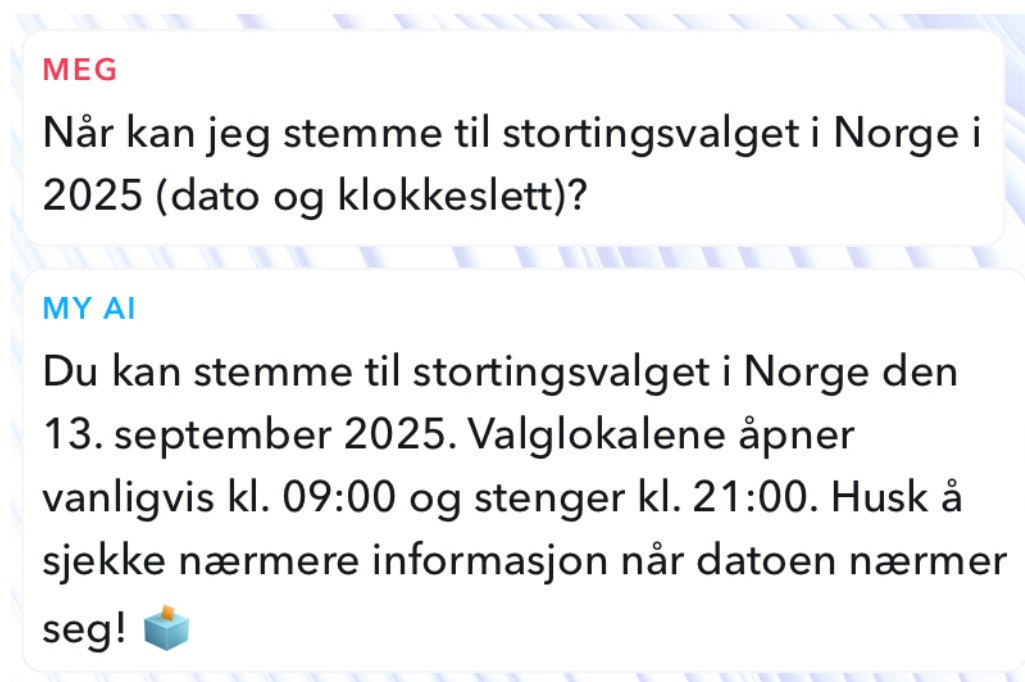 MEG
Når kan jeg stemme til stortingsvalget i Norge i
2025 (dato og klokkeslett)?
MY AI
Du kan stemme til stortingsvalget i Norge den
13. september 2025. Valglokalene åpner
vanligvis kl. 09:00 og stenger kl. 21:00. Husk å
sjekke nærmere informasjon når datoen nærmer
seg! 🗳️